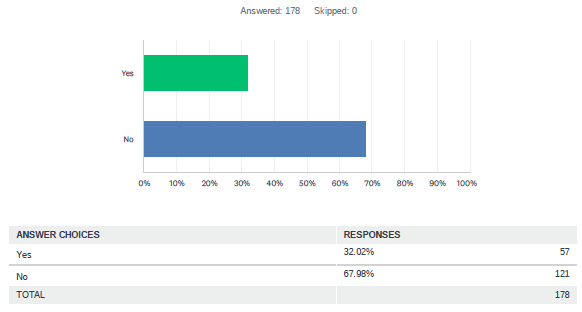 Answered: 178 Skipped: 0
Yes
No
0% 10% 20% 30% 40% 50% 60% 70% 80% 90% 100%
ANSWER CHOICES RESPONSES
Yes 32.02% 57
No 67.98% 121
TOTAL 178